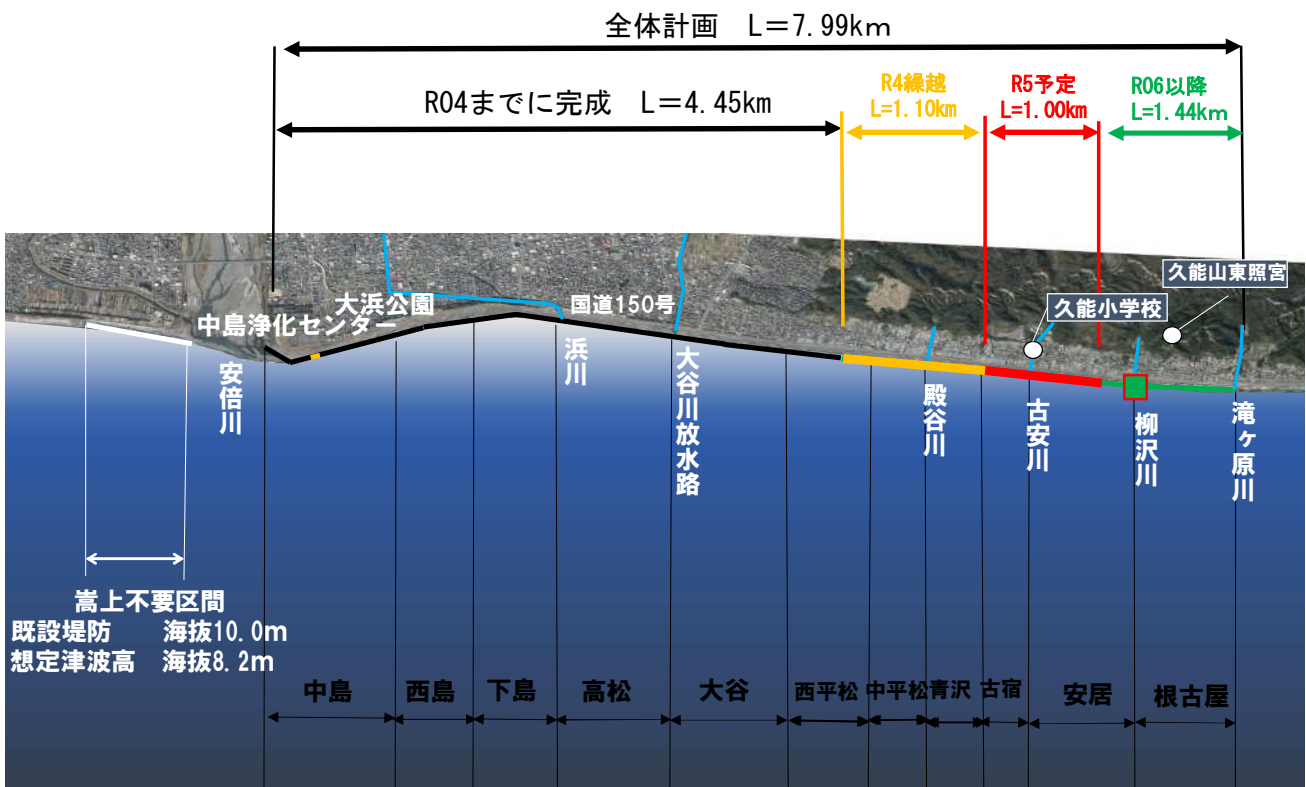 全体計画　L＝7.99km
R04までに完成　L＝4.45km
R4繰越
L=1.10km
R5予定
L=1.00km
R06以降
L=1.44km
久能山東照宮
久能小学校
大浜公園
国道150号
中島浄化センター
安倍川
浜川
大谷川放水路
殿谷川
古安川
柳沢川
滝ヶ原川
嵩上不要区間
既設堤防　海抜10.0m
想定津波高　海抜8.2m
中島
西島
下島
高松
大谷
西平松
中平松
青沢
古宿
安居
根古屋